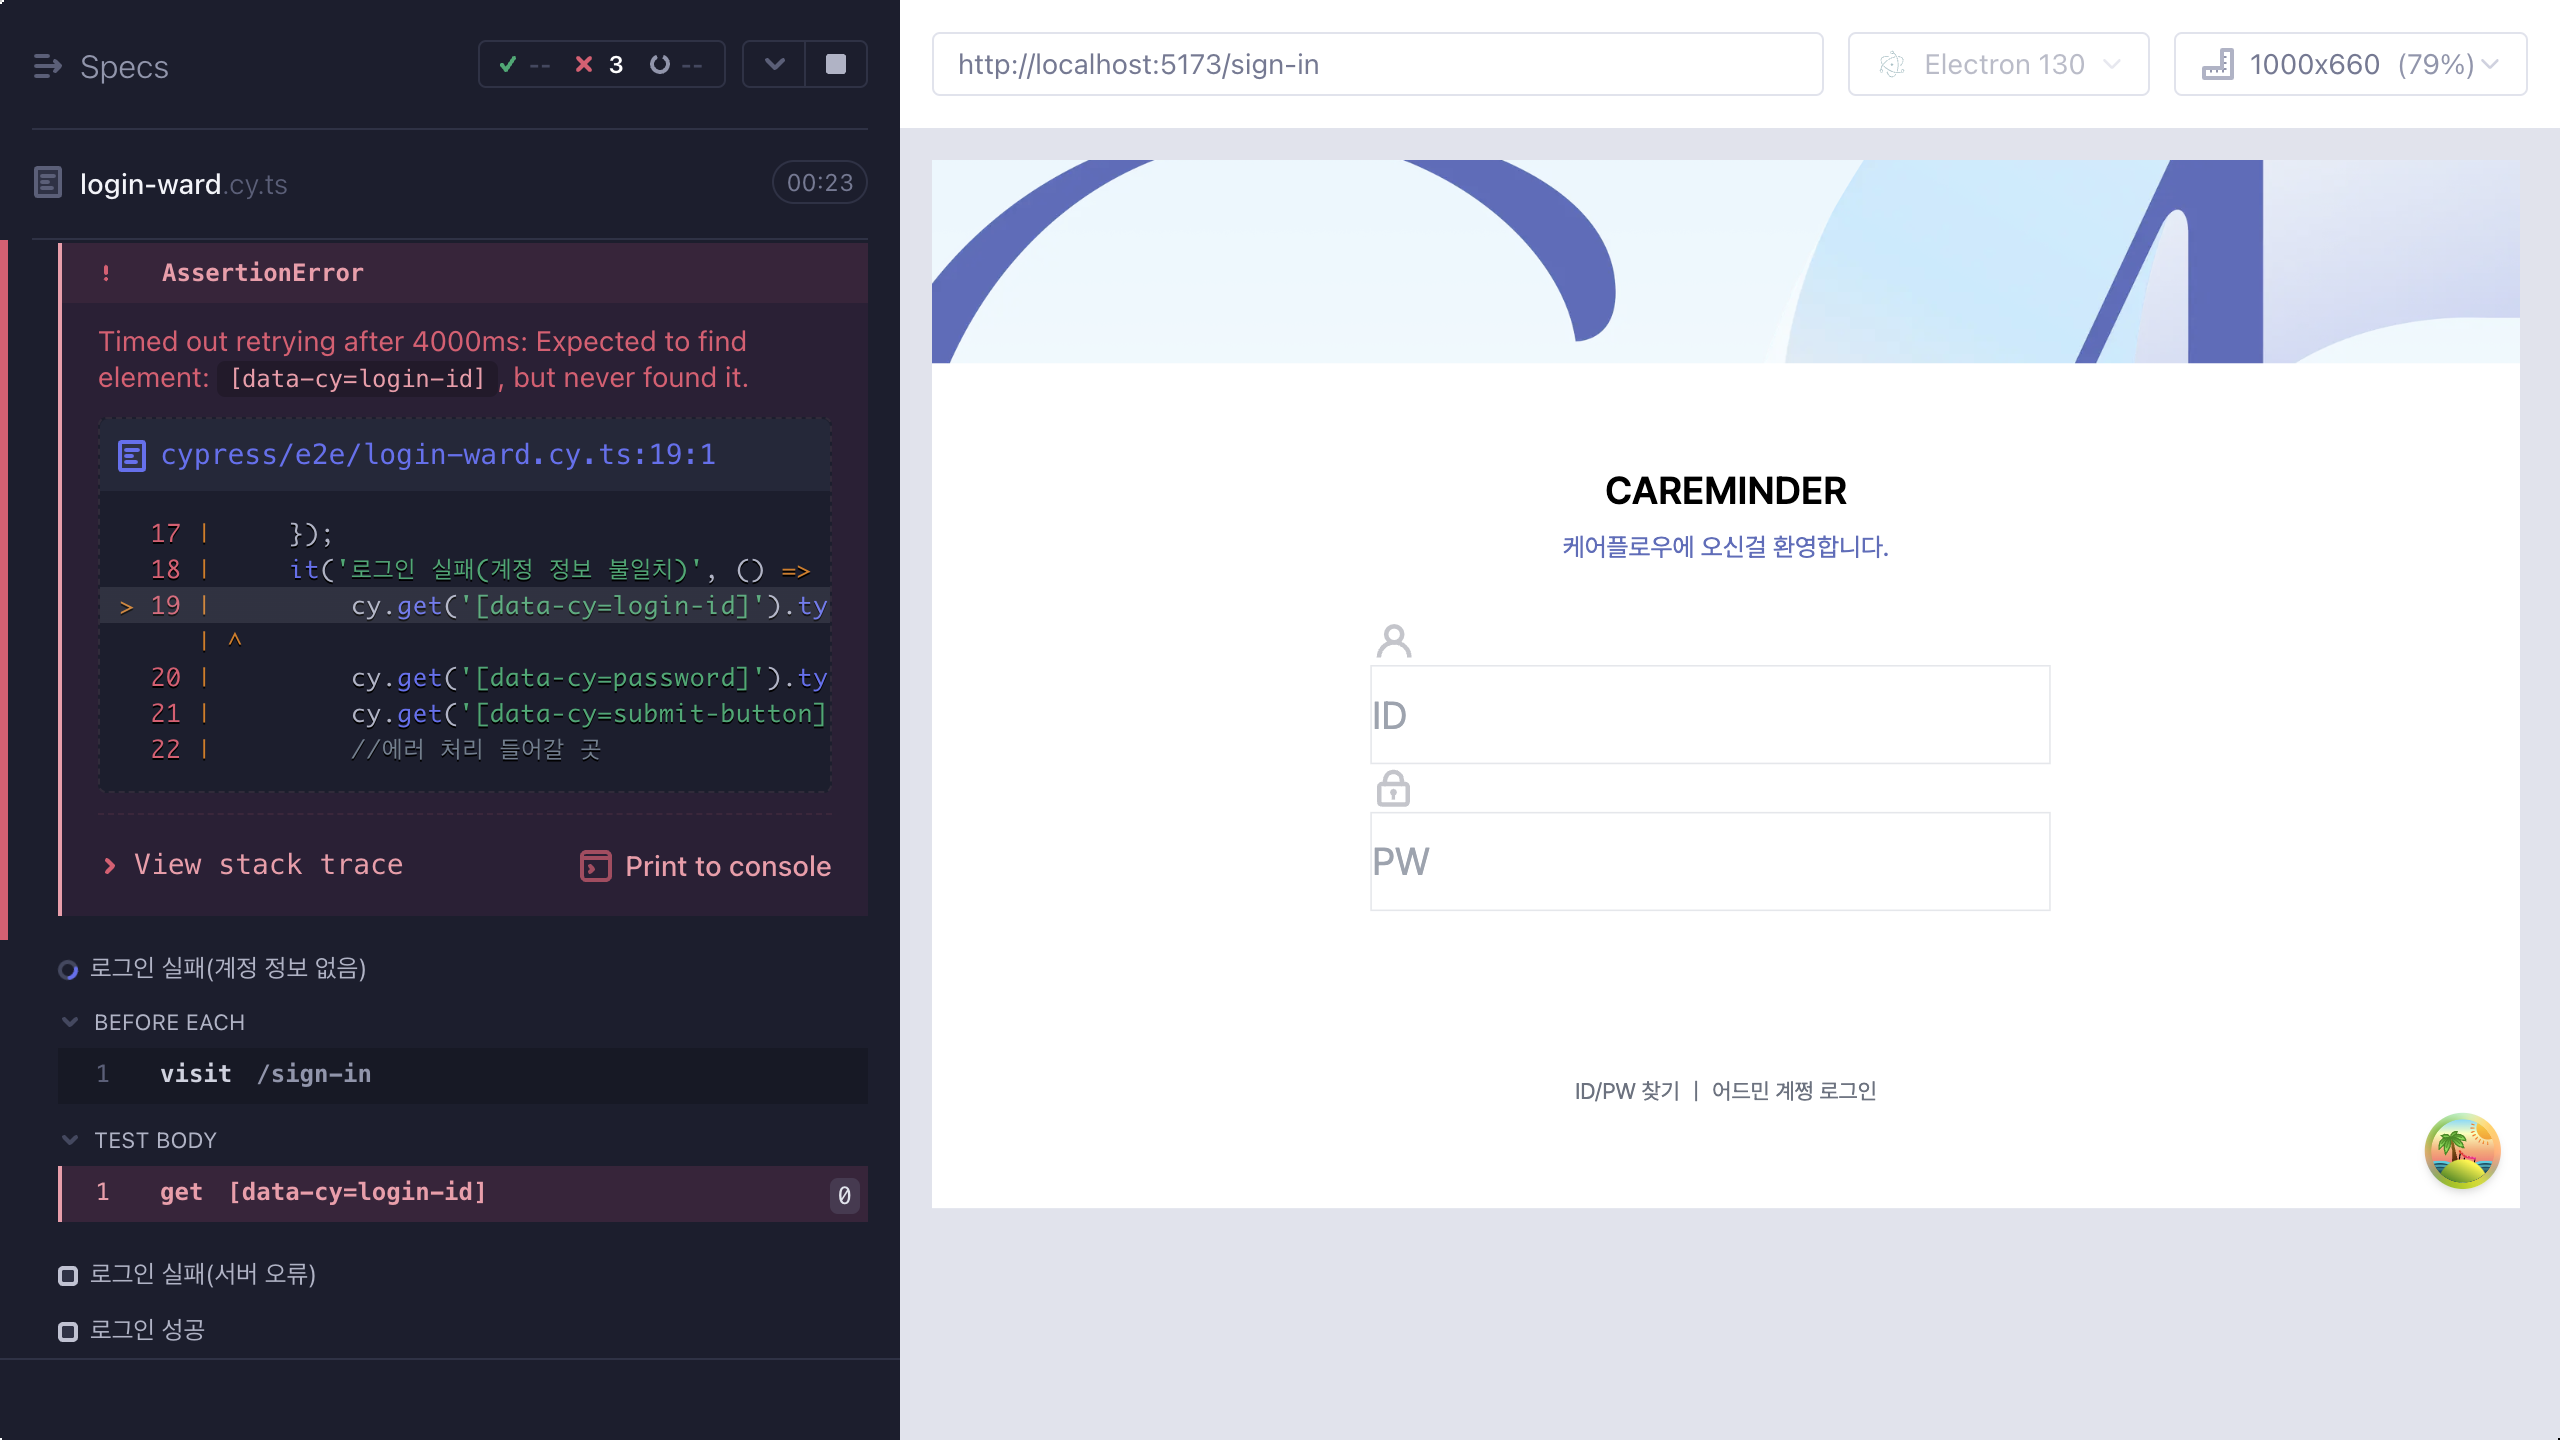 Specs
-- 3 --
login-ward.cy.ts
00:23
! AssertionError
Timed out retrying after 4000ms: Expected to find
element: [data-cy=login-id] , but never found it.
cypress/e2e/login-ward.cy.ts:19:1
17 | });
18 | it('로그인 실패(계정 정보 불일치)', () =>
> 19 | cy.get('[data-cy=login-id]').ty
| ^
20 | cy.get('[data-cy=password]').ty
21 | cy.get('[data-cy=submit-button]
22 | //에러 처리 들어갈 곳
View stack trace
Print to console
로그인 실패(계정 정보 없음)
BEFORE EACH
1 visit /sign-in
TEST BODY
1 get [data-cy=login-id] 0
로그인 실패(서버 오류)
로그인 성공
http://localhost:5173/sign-in
Electron 130
1000x660 (79%)
CAREMINDER
케어플로우에 오신걸 환영합니다.
ID
PW
ID/PW 찾기 | 어드민 계쩡 로그인